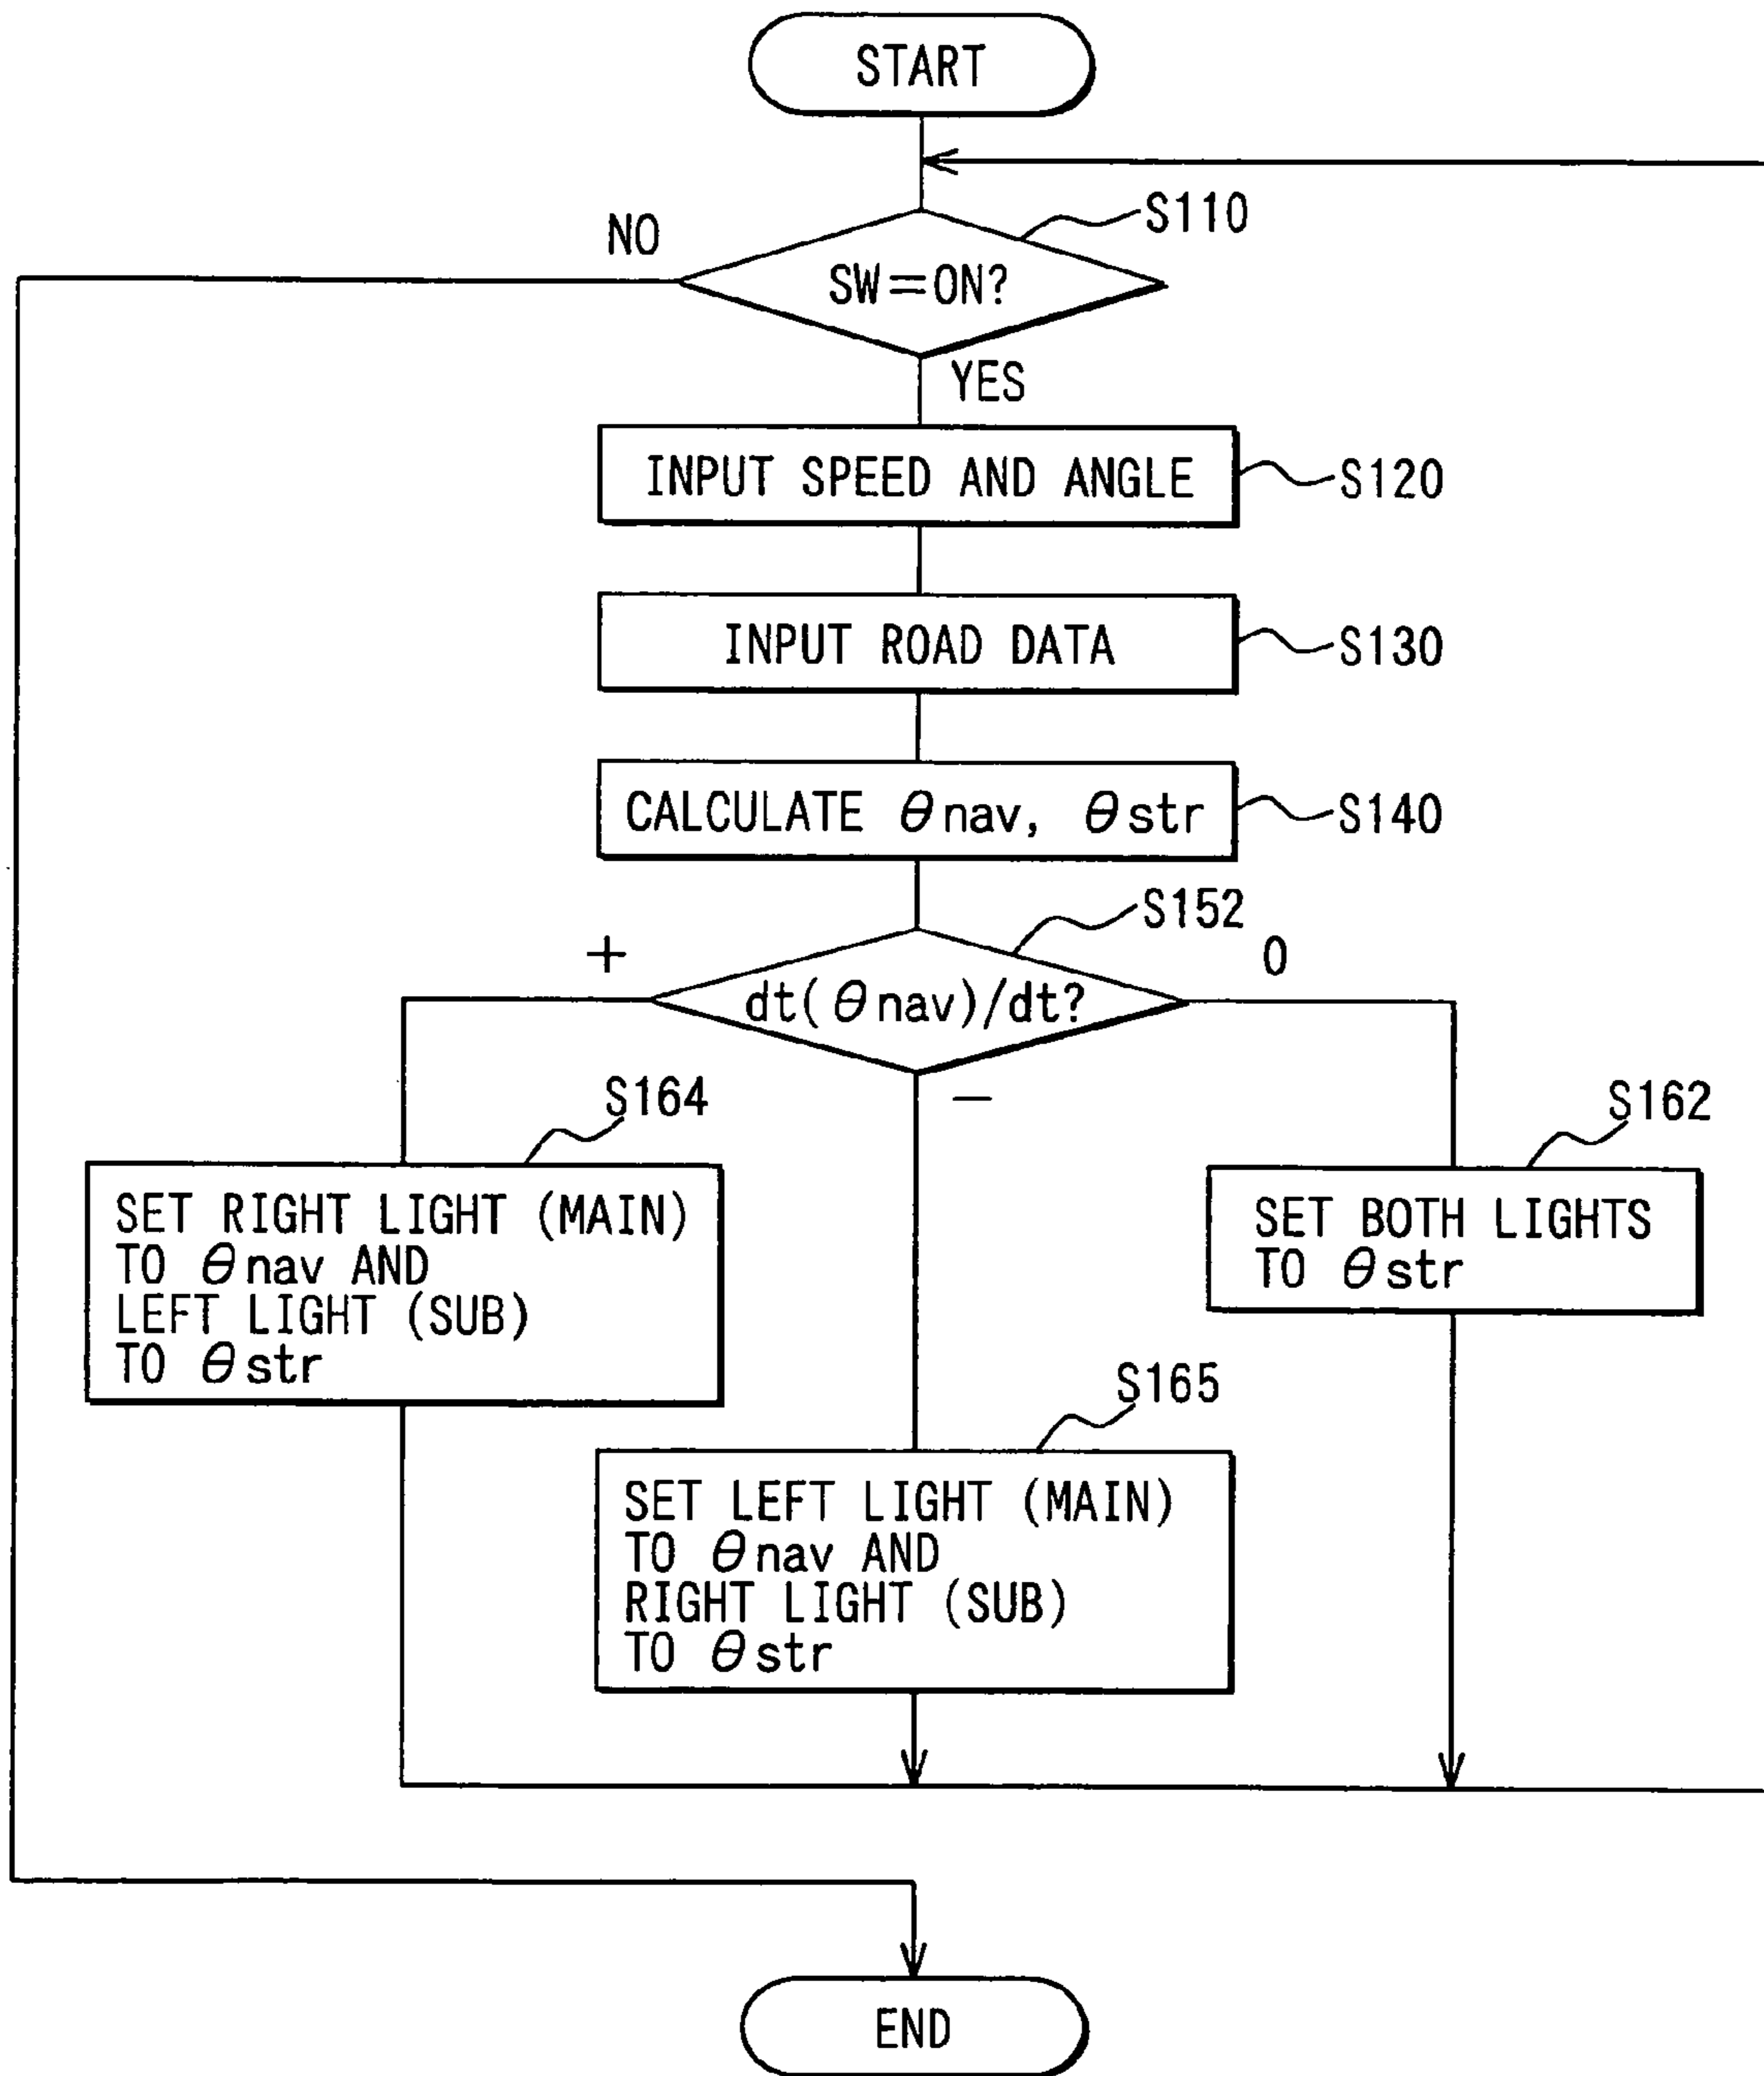 START
S110
NO
SW=ON?
YES
INPUT SPEED AND ANGLE
S120
INPUT ROAD DATA
S130
CALCULATE θnav, θstr
S140
S152
+
0
dt(θnav)/dt?
−
S164
S162
SET RIGHT LIGHT (MAIN)
TO θnav AND
LEFT LIGHT (SUB)
TO θstr
SET BOTH LIGHTS
TO θstr
S165
SET LEFT LIGHT (MAIN)
TO θnav AND
RIGHT LIGHT (SUB)
TO θstr
END